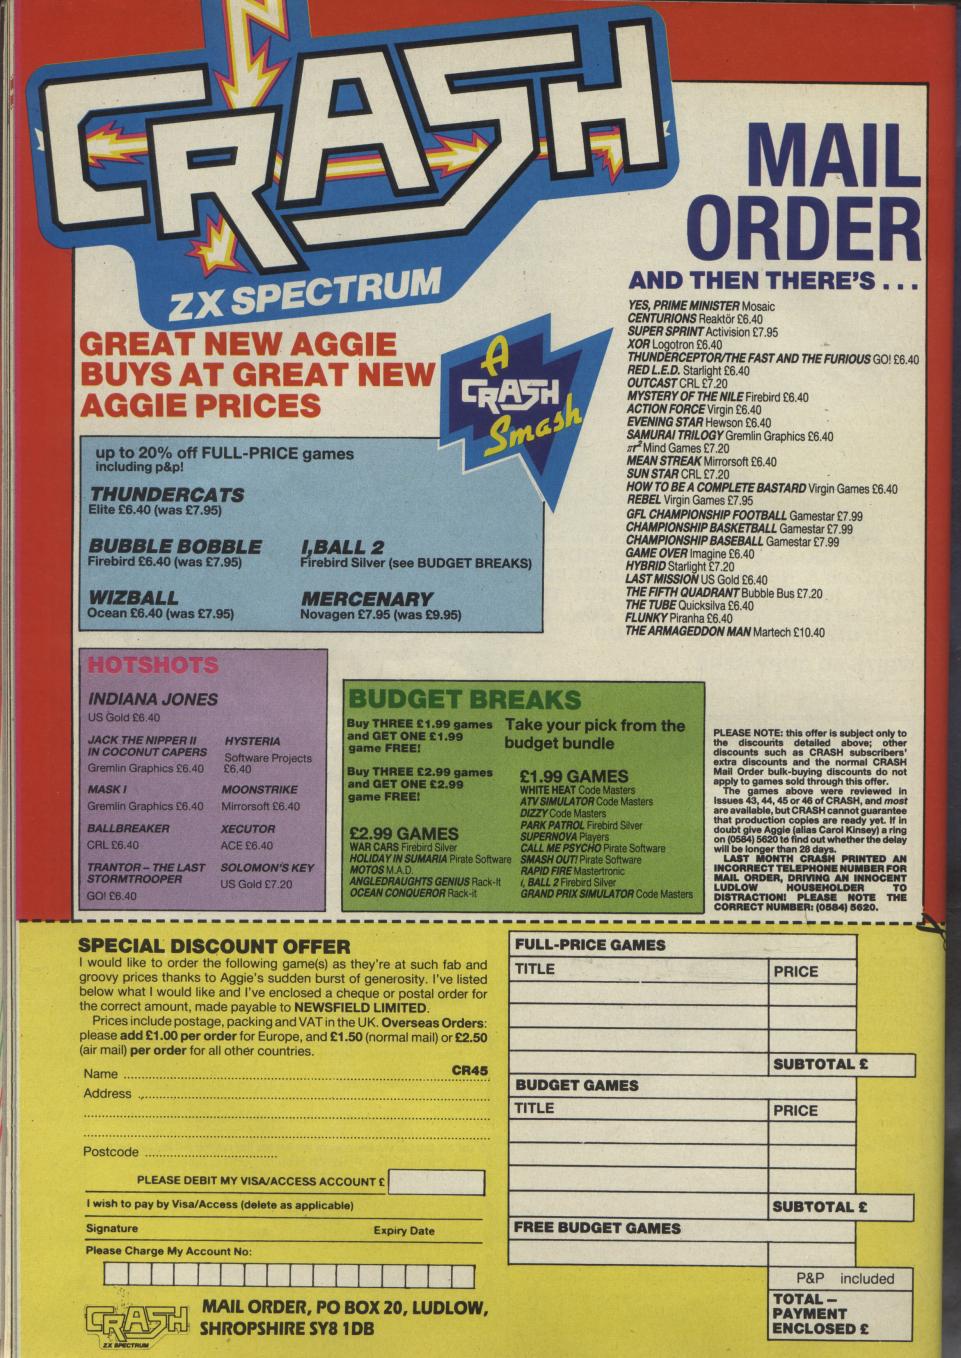 CRASH
ZX SPECTRUM
MAIL
ORDER
AND THEN THERE'S . . .
YES, PRIME MINISTER Mosaic
CENTURIONS Reaktör £6.40
SUPER SPRINT Activision £7.95
XOR Logotron £6.40
THUNDERCEPTOR/THE FAST AND THE FURIOUS GO! £6.40
RED L.E.D. Starlight £6.40
OUTCAST CRL £7.20
MYSTERY OF THE NILE Firebird £6.40
ACTION FORCE Virgin £6.40
EVENING STAR Hewson £6.40
SAMURAI TRILOGY Gremlin Graphics £6.40
πr² Mind Games £7.20
MEAN STREAK Mirrorsoft £6.40
SUN STAR CRL £7.20
HOW TO BE A COMPLETE BASTARD Virgin Games £6.40
REBEL Virgin Games £7.95
GFL CHAMPIONSHIP FOOTBALL Gamestar £7.99
CHAMPIONSHIP BASKETBALL Gamestar £7.99
CHAMPIONSHIP BASEBALL Gamestar £7.99
GAME OVER Imagine £6.40
HYBRID Starlight £7.20
LAST MISSION US Gold £6.40
THE FIFTH QUADRANT Bubble Bus £7.20
THE TUBE Quicksilva £6.40
FLUNKY Piranha £6.40
THE ARMAGEDDON MAN Martech £10.40
GREAT NEW AGGIE
BUYS AT GREAT NEW
AGGIE PRICES
A
CRASH
Smash
up to 20% off FULL-PRICE games
including p&p!
THUNDERCATS
Elite £6.40 (was £7.95)
BUBBLE BOBBLE
Firebird £6.40 (was £7.95)
I,BALL 2
Firebird Silver (see BUDGET BREAKS)
WIZBALL
Ocean £6.40 (was £7.95)
MERCENARY
Novagen £7.95 (was £9.95)
HOTSHOTS
INDIANA JONES
US Gold £6.40
JACK THE NIPPER II
IN COCONUT CAPERS
Gremlin Graphics £6.40
MASK I
Gremlin Graphics £6.40
BALLBREAKER
CRL £6.40
TRANTOR – THE LAST
STORMTROOPER
GO! £6.40
HYSTERIA
Software Projects
£6.40
MOONSTRIKE
Mirrorsoft £6.40
XECUTOR
ACE £6.40
SOLOMON'S KEY
US Gold £7.20
BUDGET BREAKS
Buy THREE £1.99 games
and GET ONE £1.99
game FREE!
Buy THREE £2.99 games
and GET ONE £2.99
game FREE!
£2.99 GAMES
WAR CARS Firebird Silver
HOLIDAY IN SUMARIA Pirate Software
MOTOS M.A.D.
ANGLEDRAUGHTS GENIUS Rack-It
OCEAN CONQUEROR Rack-it
Take your pick from the
budget bundle
£1.99 GAMES
WHITE HEAT Code Masters
ATV SIMULATOR Code Masters
DIZZY Code Masters
PARK PATROL Firebird Silver
SUPERNOVA Players
CALL ME PSYCHO Pirate Software
SMASH OUT! Pirate Software
RAPID FIRE Mastertronic
I, BALL 2 Firebird Silver
GRAND PRIX SIMULATOR Code Masters
PLEASE NOTE: this offer is subject only to
the discounts detailed above; other
discounts such as CRASH subscribers'
extra discounts and the normal CRASH
Mail Order bulk-buying discounts do not
apply to games sold through this offer.
The games above were reviewed in
Issues 43, 44, 45 or 46 of CRASH, and most
are available, but CRASH cannot guarantee
that production copies are ready yet. If in
doubt give Aggie (alias Carol Kinsey) a ring
on (0584) 5620 to find out whether the delay
will be longer than 28 days.
LAST MONTH CRASH PRINTED AN
INCORRECT TELEPHONE NUMBER FOR
MAIL ORDER, DRIVING AN INNOCENT
LUDLOW HOUSEHOLDER TO
DISTRACTION! PLEASE NOTE THE
CORRECT NUMBER: (0584) 5620.
SPECIAL DISCOUNT OFFER
I would like to order the following game(s) as they're at such fab and
groovy prices thanks to Aggie's sudden burst of generosity. I've listed
below what I would like and I've enclosed a cheque or postal order for
the correct amount, made payable to NEWSFIELD LIMITED.
Prices include postage, packing and VAT in the UK. Overseas Orders:
please add £1.00 per order for Europe, and £1.50 (normal mail) or £2.50
(air mail) per order for all other countries.
CR45
Name
Address
Postcode
PLEASE DEBIT MY VISA/ACCESS ACCOUNT £
I wish to pay by Visa/Access (delete as applicable)
Signature Expiry Date
Please Charge My Account No:
CRASH
ZX SPECTRUM
MAIL ORDER, PO BOX 20, LUDLOW,
SHROPSHIRE SY8 1DB
FULL-PRICE GAMES
TITLE PRICE
SUBTOTAL £
BUDGET GAMES
TITLE PRICE
SUBTOTAL £
FREE BUDGET GAMES
P&P included
TOTAL –
PAYMENT
ENCLOSED £